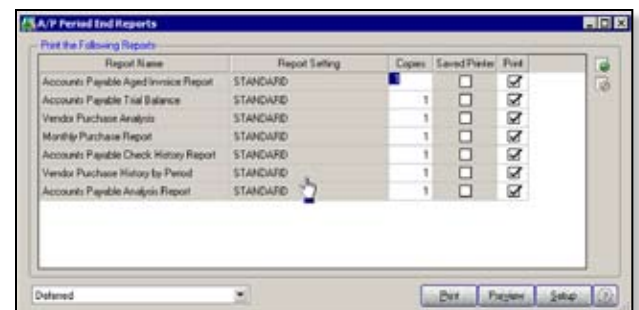 A/P Period End Reports
Print the Following Reports
Report Name Report Setting Copies Saved Printer Print
Accounts Payable Aged Invoice Report STANDARD 1
Accounts Payable Trial Balance STANDARD 1
Vendor Purchase Analysis STANDARD 1
Monthly Purchase Report STANDARD 1
Accounts Payable Check History Report STANDARD 1
Vendor Purchase History by Period STANDARD 1
Accounts Payable Analysis Report STANDARD 1
Deferred Print Preview Setup ?